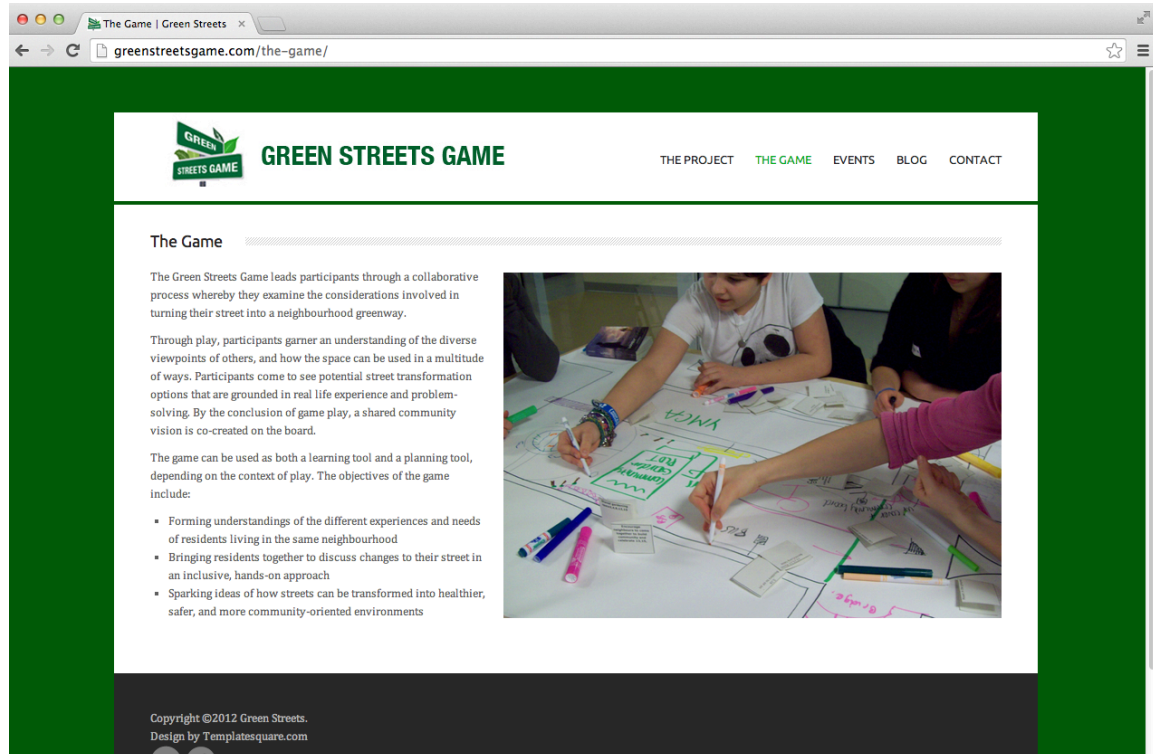 The Game | Green Streets
greenstreetsgame.com/the-game/
GREEN
STREETS GAME
GREEN STREETS GAME
THE PROJECT THE GAME EVENTS BLOG CONTACT
The Game
The Green Streets Game leads participants through a collaborative
process whereby they examine the considerations involved in
turning their street into a neighbourhood greenway.
Through play, participants garner an understanding of the diverse
viewpoints of others, and how the space can be used in a multitude
of ways. Participants come to see potential street transformation
options that are grounded in real life experience and problem-
solving. By the conclusion of game play, a shared community
vision is co-created on the board.
The game can be used as both a learning tool and a planning tool,
depending on the context of play. The objectives of the game
include:
Forming understandings of the different experiences and needs
of residents living in the same neighbourhood
Bringing residents together to discuss changes to their street in
an inclusive, hands-on approach
Sparking ideas of how streets can be transformed into healthier,
safer, and more community-oriented environments
YMCA
Community
Garden
Bridge.
Copyright ©2012 Green Streets.
Design by Templatesquare.com